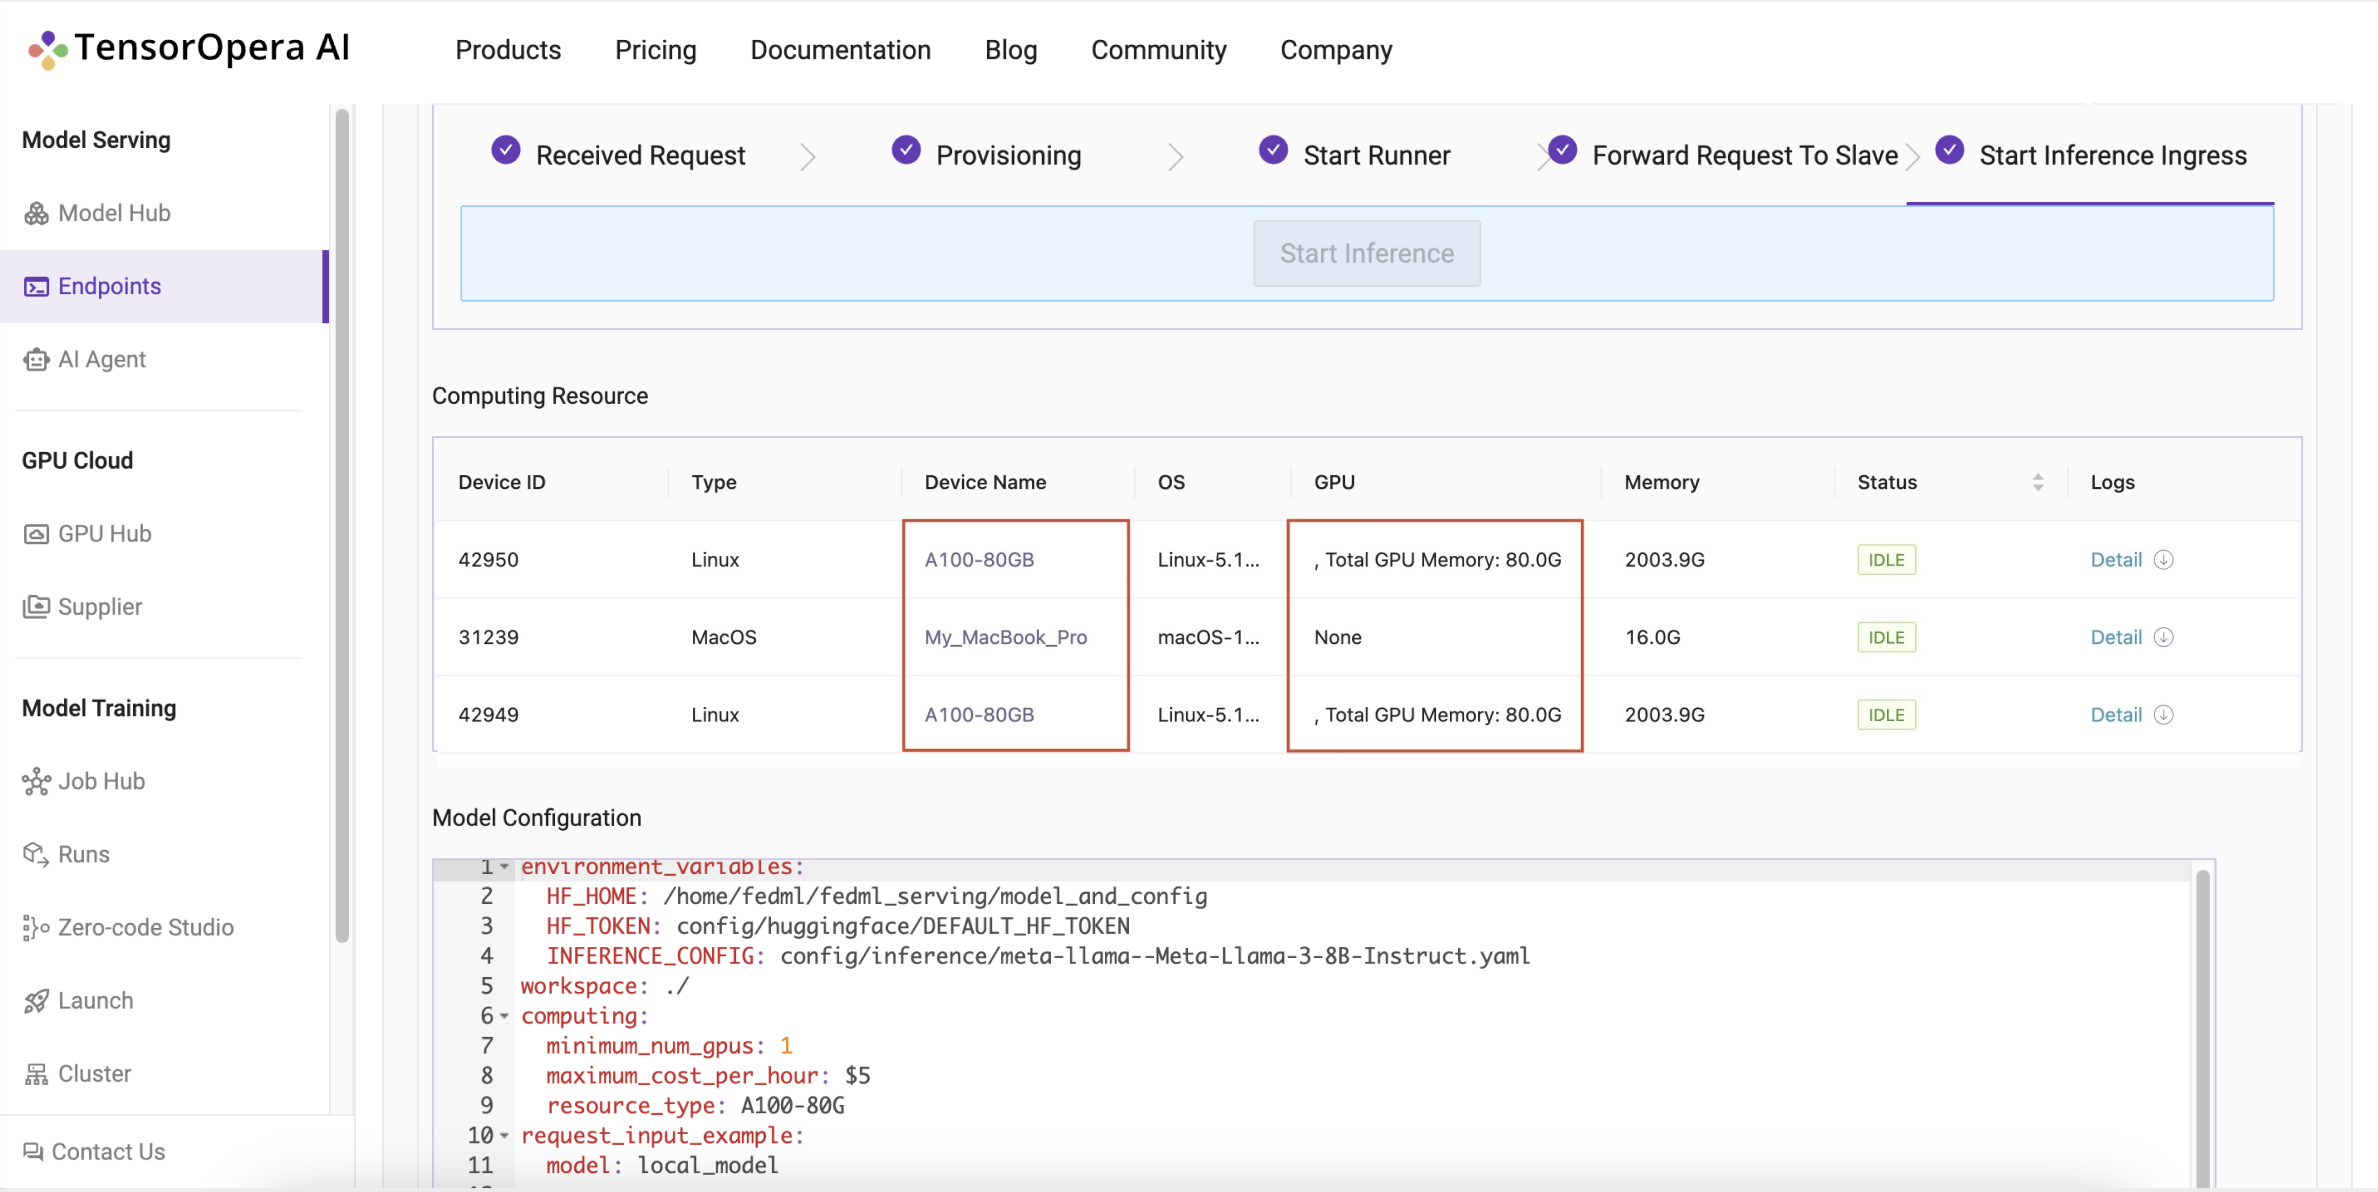 TensorOpera AI
Products Pricing Documentation Blog Community Company
Model Serving
Model Hub
Endpoints
AI Agent
GPU Cloud
GPU Hub
Supplier
Model Training
Job Hub
Runs
Zero-code Studio
Launch
Cluster
Contact Us
Received Request Provisioning Start Runner Forward Request To Slave Start Inference Ingress
Start Inference
Computing Resource
Device ID Type Device Name OS GPU Memory Status Logs
42950 Linux A100-80GB Linux-5.1... , Total GPU Memory: 80.0G 2003.9G IDLE Detail
31239 MacOS My_MacBook_Pro macOS-1... None 16.0G IDLE Detail
42949 Linux A100-80GB Linux-5.1... , Total GPU Memory: 80.0G 2003.9G IDLE Detail
Model Configuration
1 environment_variables:
2 HF_HOME: /home/fedml/fedml_serving/model_and_config
3 HF_TOKEN: config/huggingface/DEFAULT_HF_TOKEN
4 INFERENCE_CONFIG: config/inference/meta-llama--Meta-Llama-3-8B-Instruct.yaml
5 workspace: ./
6 computing:
7 minimum_num_gpus: 1
8 maximum_cost_per_hour: $5
9 resource_type: A100-80G
10 request_input_example:
11 model: local_model